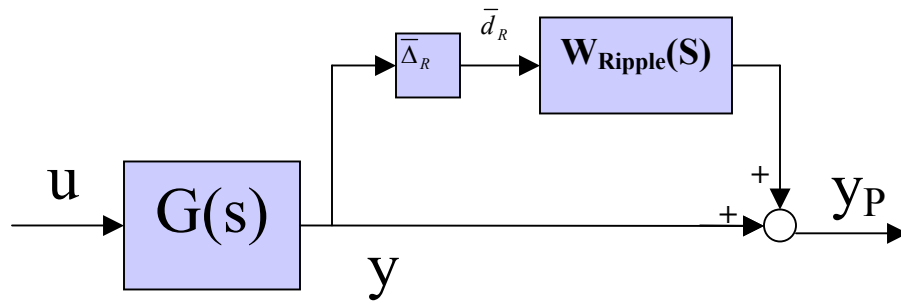 d̅_R
Δ̅_R
W_Ripple(S)
u
G(s)
+
+
y_P
y